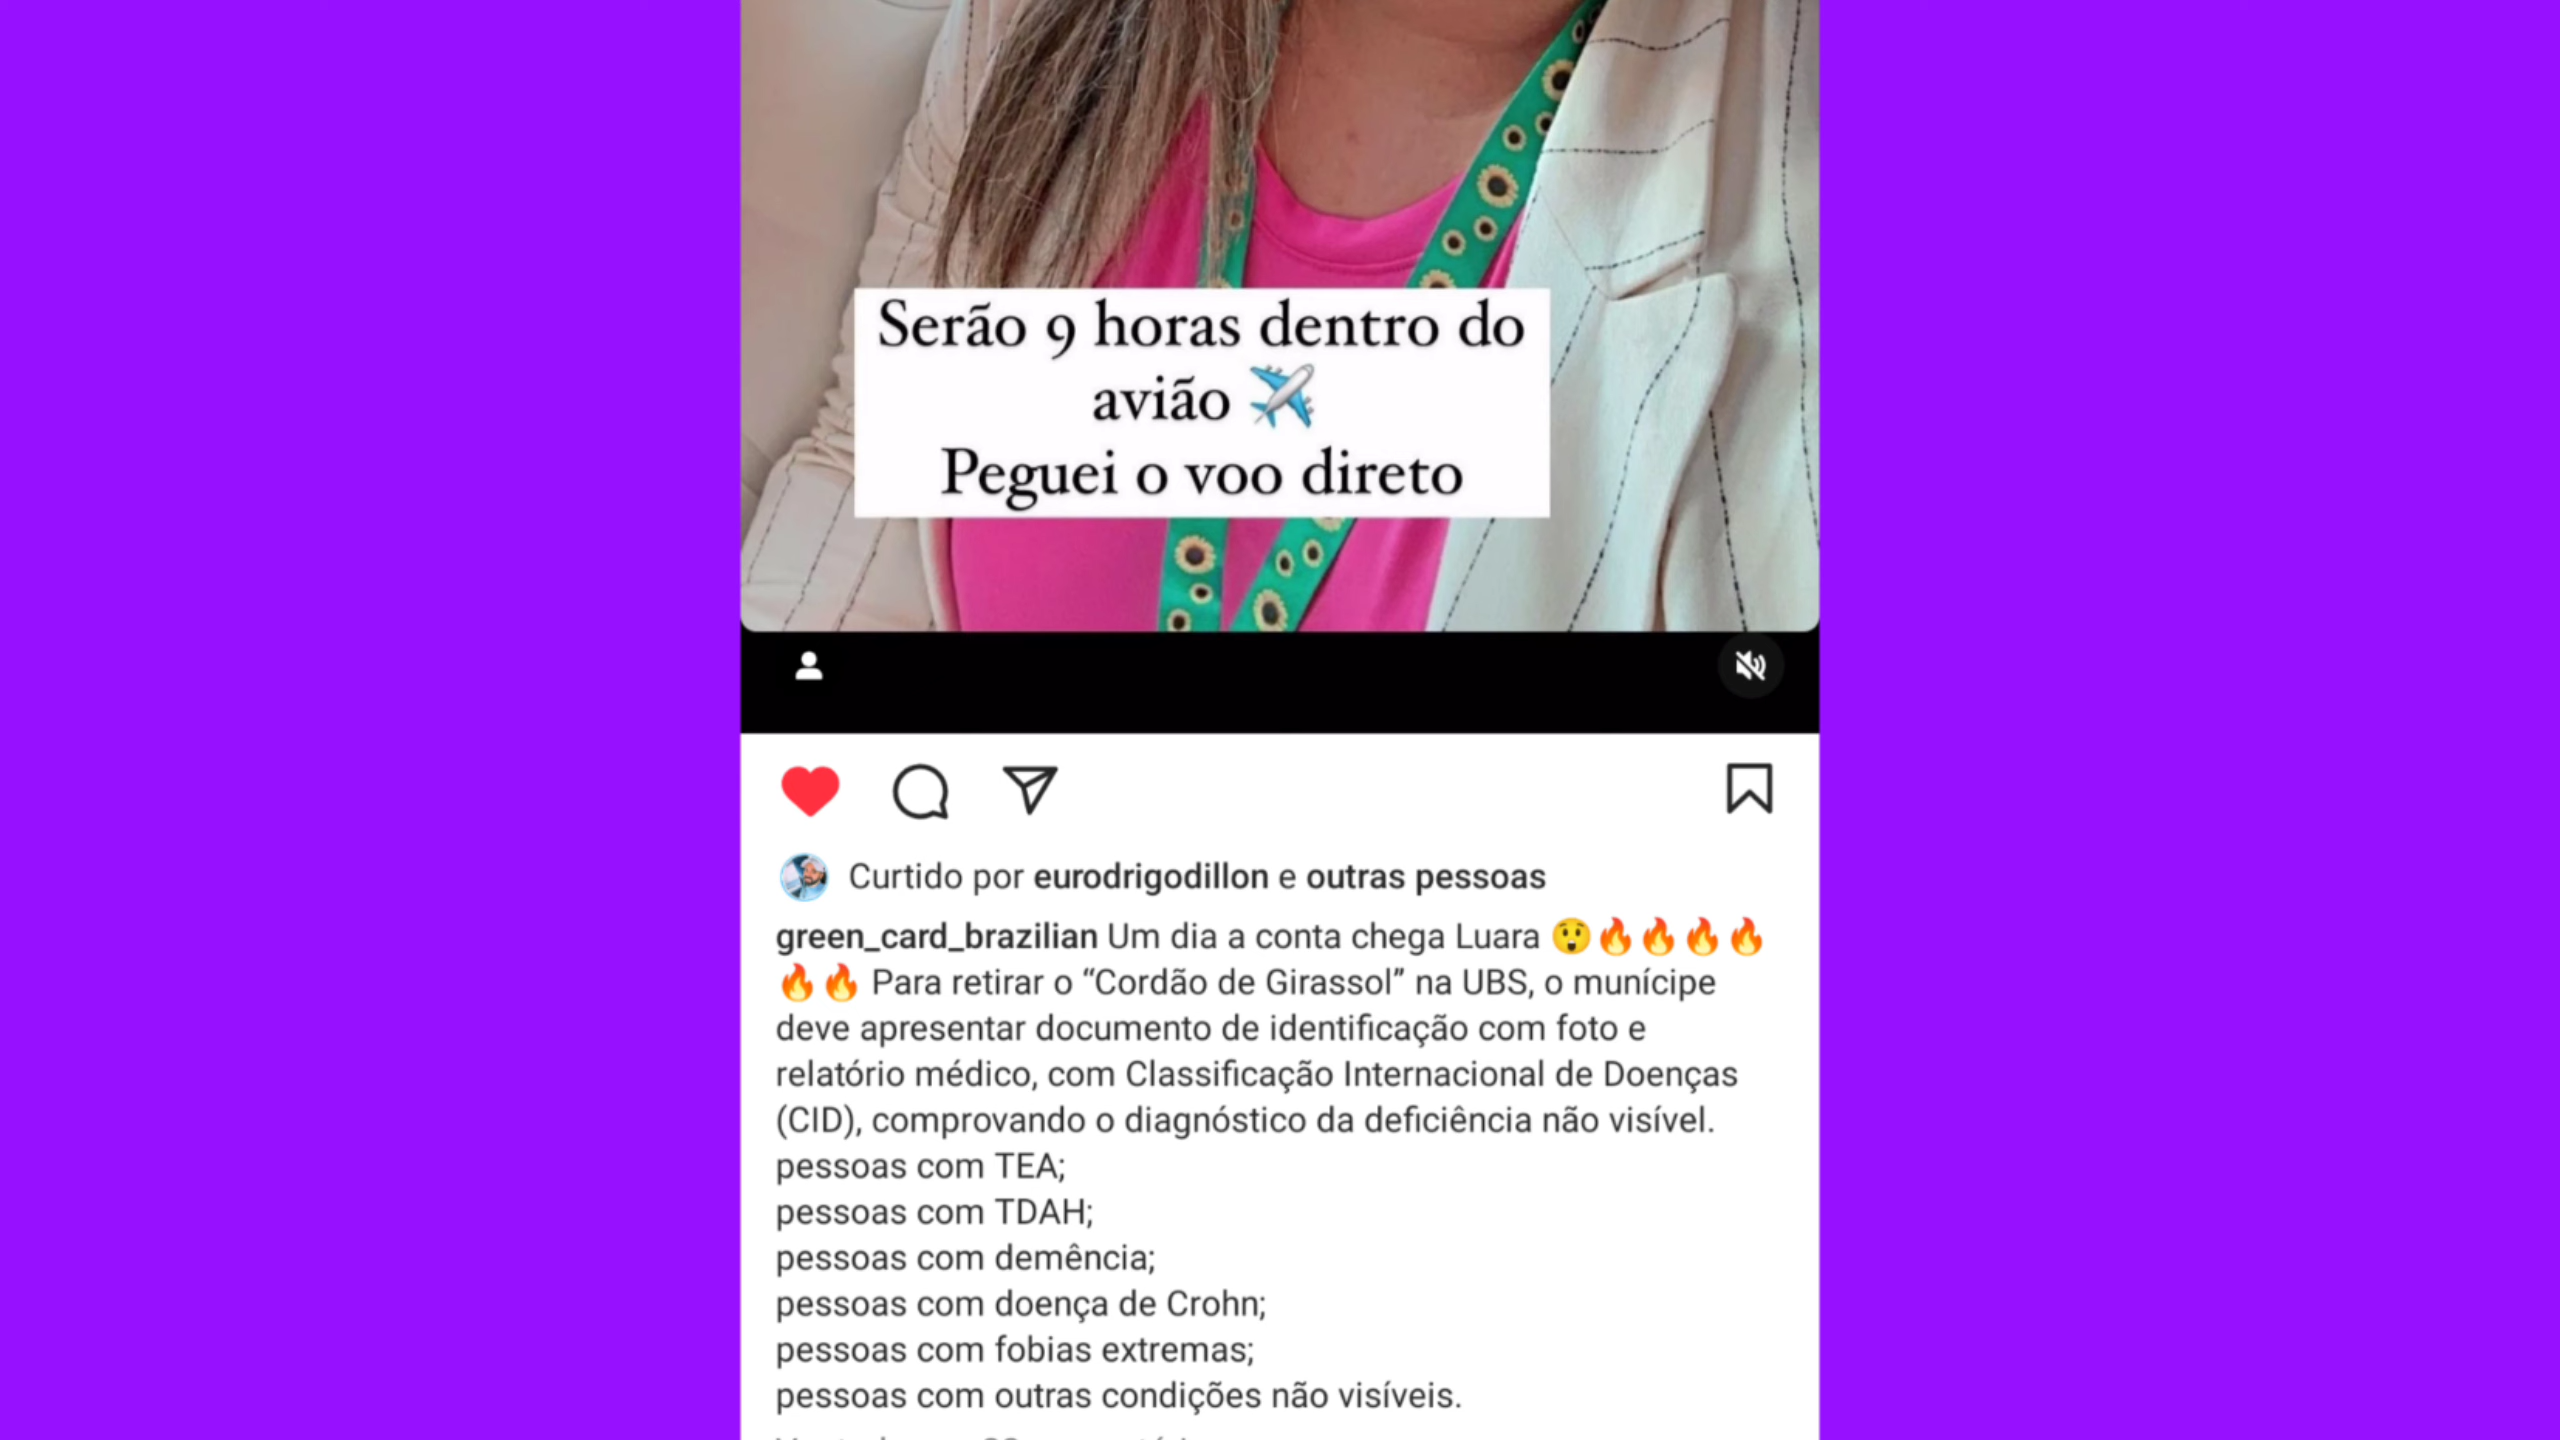 Serão 9 horas dentro do
avião ✈️
Peguei o voo direto
Curtido por eurodrigodillon e outras pessoas
green_card_brazilian Um dia a conta chega Luara 😲🔥🔥🔥🔥
🔥🔥 Para retirar o “Cordão de Girassol” na UBS, o munícipe
deve apresentar documento de identificação com foto e
relatório médico, com Classificação Internacional de Doenças
(CID), comprovando o diagnóstico da deficiência não visível.
pessoas com TEA;
pessoas com TDAH;
pessoas com demência;
pessoas com doença de Crohn;
pessoas com fobias extremas;
pessoas com outras condições não visíveis.